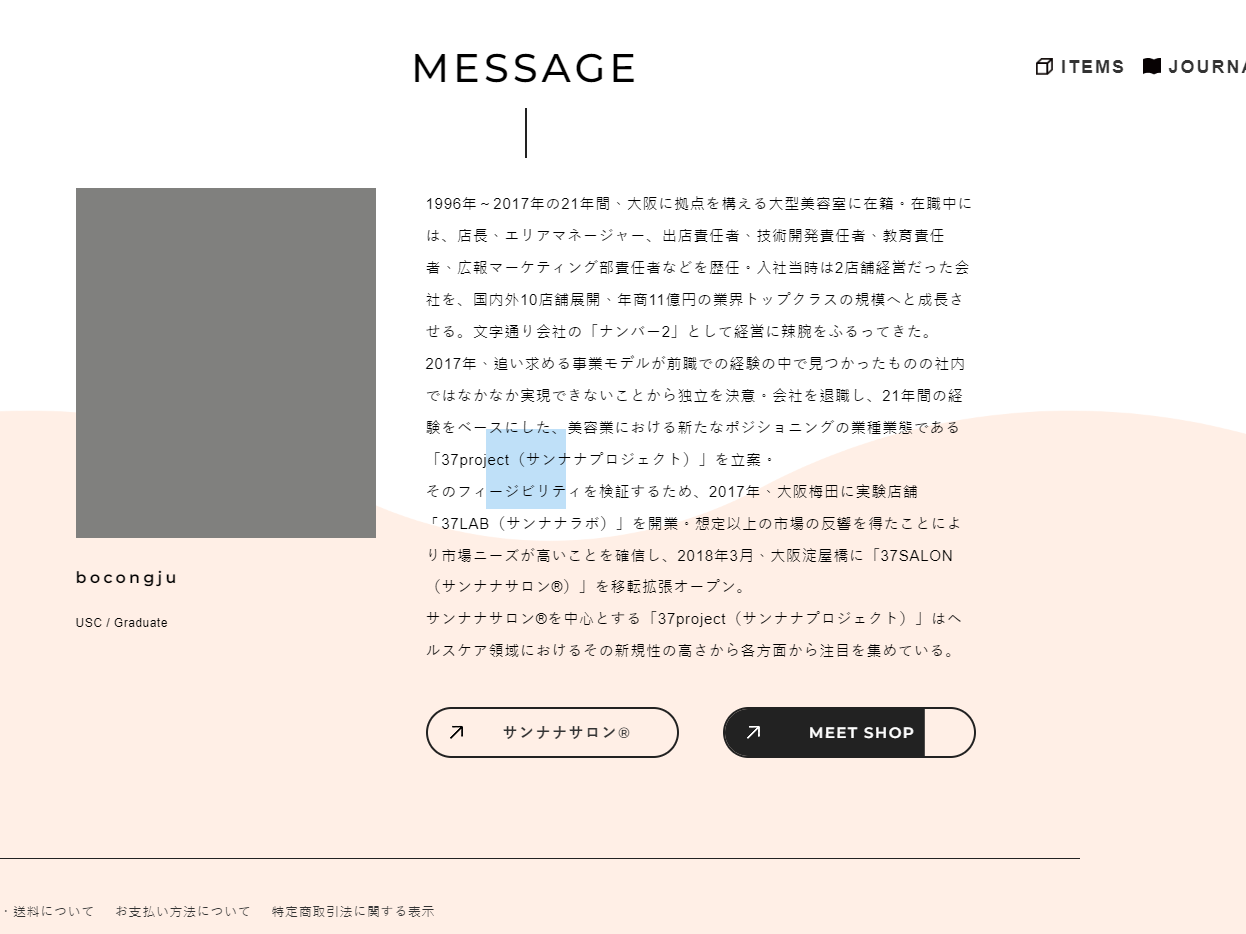 MESSAGE
ITEMS
JOURNA
1996年～2017年の21年間、大阪に拠点を構える大型美容室に在籍。在職中に
は、店長、エリアマネージャー、出店責任者、技術開発責任者、教育責任
者、広報マーケティング部責任者などを歴任。入社当時は2店舗経営だった会
社を、国内外10店舗展開、年商11億円の業界トップクラスの規模へと成長さ
せる。文字通り会社の「ナンバー2」として経営に辣腕をふるってきた。
2017年、追い求める事業モデルが前職での経験の中で見つかったものの社内
ではなかなか実現できないことから独立を決意。会社を退職し、21年間の経
験をベースにした、美容業における新たなポジショニングの業種業態である
「37project（サンナナプロジェクト）」を立案。
そのフィージビリティを検証するため、2017年、大阪梅田に実験店舗
「37LAB（サンナナラボ）」を開業。想定以上の市場の反響を得たことによ
り市場ニーズが高いことを確信し、2018年3月、大阪淀屋橋に「37SALON
（サンナナサロン®）」を移転拡張オープン。
サンナナサロン®を中心とする「37project（サンナナプロジェクト）」はヘ
ルスケア領域におけるその新規性の高さから各方面から注目を集めている。
bocongju
USC / Graduate
サンナナサロン®
MEET SHOP
・送料について
お支払い方法について
特定商取引法に関する表示